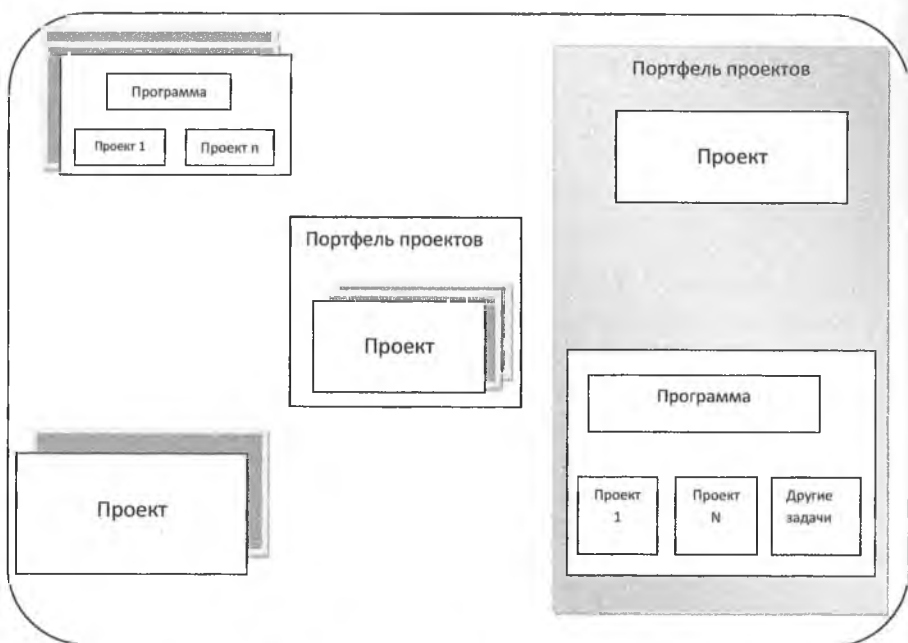 Программа
Проект 1
Проект n
Портфель проектов
Проект
Проект
Портфель проектов
Проект
Программа
Проект
1
Проект
N
Другие
задачи